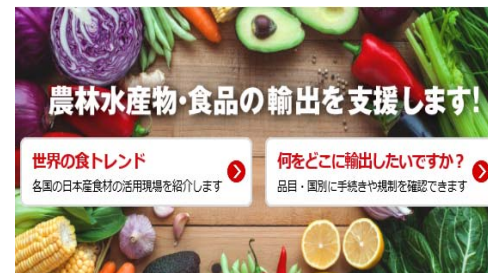 農林水産物・食品の輸出を支援します!
世界の食トレンド
各国の日本産食材の活用現場を紹介します
何をどこに輸出したいですか？
品目・国別に手続きや規制を確認できます